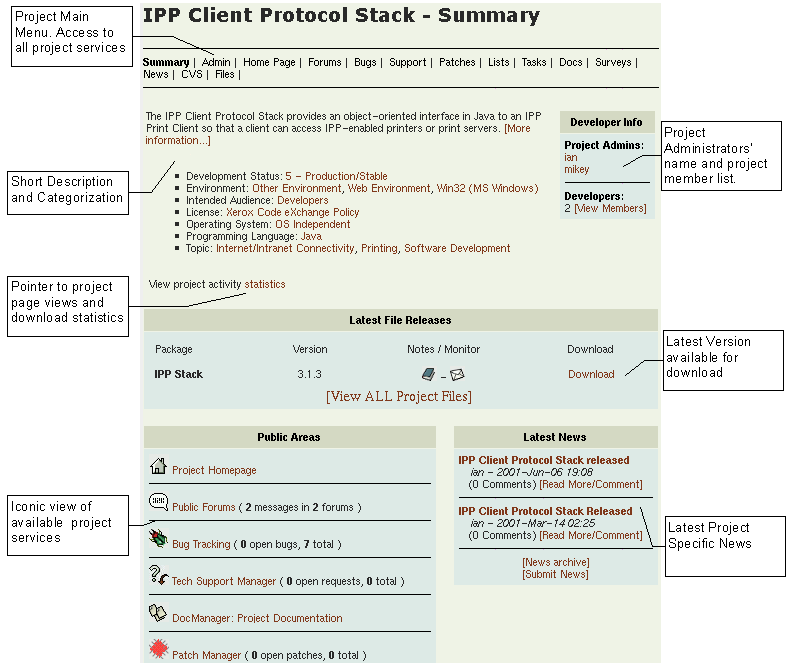 IPP Client Protocol Stack - Summary
Project Main
Menu. Access to
all project services
Summary | Admin | Home Page | Forums | Bugs | Support | Patches | Lists | Tasks | Docs | Surveys |
News | CVS | Files |
The IPP Client Protocol Stack provides an object-oriented interface in Java to an IPP
Print Client so that a client can access IPP-enabled printers or print servers. [More
information...]
Developer Info
Project Admins:
ian
mikey
Developers:
2 [View Members]
Project
Administrators'
name and project
member list.
Short Description
and Categorization
Development Status: 5 - Production/Stable
Environment: Other Environment, Web Environment, Win32 (MS Windows)
Intended Audience: Developers
License: Xerox Code eXchange Policy
Operating System: OS Independent
Programming Language: Java
Topic: Internet/Intranet Connectivity, Printing, Software Development
View project activity statistics
Pointer to project
page views and
download statistics
Latest File Releases
Package Version Notes / Monitor Download
IPP Stack 3.1.3 - Download
[View ALL Project Files]
Latest Version
available for
download
Public Areas
Project Homepage
Public Forums ( 2 messages in 2 forums )
Bug Tracking ( 0 open bugs, 7 total )
Tech Support Manager ( 0 open requests, 0 total )
DocManager: Project Documentation
Patch Manager ( 0 open patches, 0 total )
Iconic view of
available project
services
Latest News
IPP Client Protocol Stack released
ian - 2001-Jun-06 19:08
(0 Comments) [Read More/Comment]
IPP Client Protocol Stack Released
ian - 2001-Mar-14 02:25
(0 Comments) [Read More/Comment]
[News archive]
[Submit News]
Latest Project
Specific News